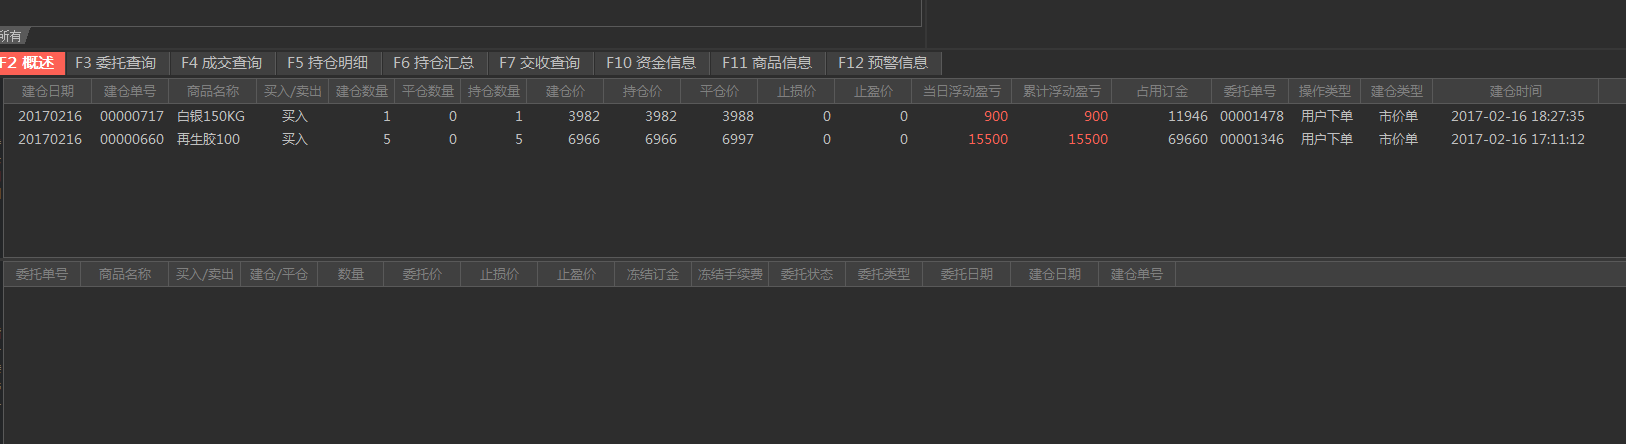 所有
F2 概述 F3 委托查询 F4 成交查询 F5 持仓明细 F6 持仓汇总 F7 交收查询 F10 资金信息 F11 商品信息 F12 预警信息
建仓日期 建仓单号 商品名称 买入/卖出 建仓数量 平仓数量 持仓数量 建仓价 持仓价 平仓价 止损价 止盈价 当日浮动盈亏 累计浮动盈亏 占用订金 委托单号 操作类型 建仓类型 建仓时间
20170216 00000717 白银150KG 买入 1 0 1 3982 3982 3988 0 0 900 900 11946 00001478 用户下单 市价单 2017-02-16 18:27:35
20170216 00000660 再生胶100 买入 5 0 5 6966 6966 6997 0 0 15500 15500 69660 00001346 用户下单 市价单 2017-02-16 17:11:12
委托单号 商品名称 买入/卖出 建仓/平仓 数量 委托价 止损价 止盈价 冻结订金 冻结手续费 委托状态 委托类型 委托日期 建仓日期 建仓单号